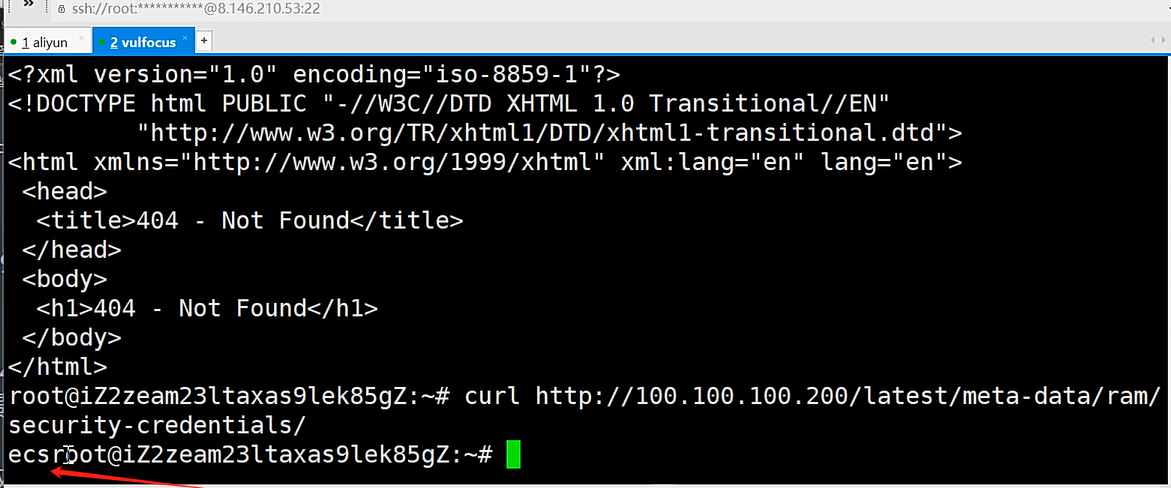 » ssh://root:***********@8.146.210.53:22
1 aliyun × 2 vulfocus × +
<?xml version="1.0" encoding="iso-8859-1"?>
<!DOCTYPE html PUBLIC "-//W3C//DTD XHTML 1.0 Transitional//EN"
"http://www.w3.org/TR/xhtml1/DTD/xhtml1-transitional.dtd">
<html xmlns="http://www.w3.org/1999/xhtml" xml:lang="en" lang="en">
<head>
<title>404 - Not Found</title>
</head>
<body>
<h1>404 - Not Found</h1>
</body>
</html>
root@iZ2zeam23ltaxas9lek85gZ:~# curl http://100.100.100.200/latest/meta-data/ram/
security-credentials/
ecsroot@iZ2zeam23ltaxas9lek85gZ:~#